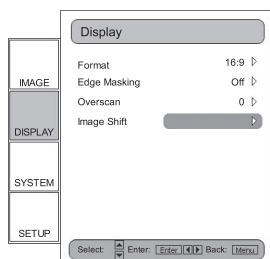 Display
Format 16:9
Edge Masking Off
Overscan 0
Image Shift
IMAGE
DISPLAY
SYSTEM
SETUP
Select: Enter: Enter Back: Menu